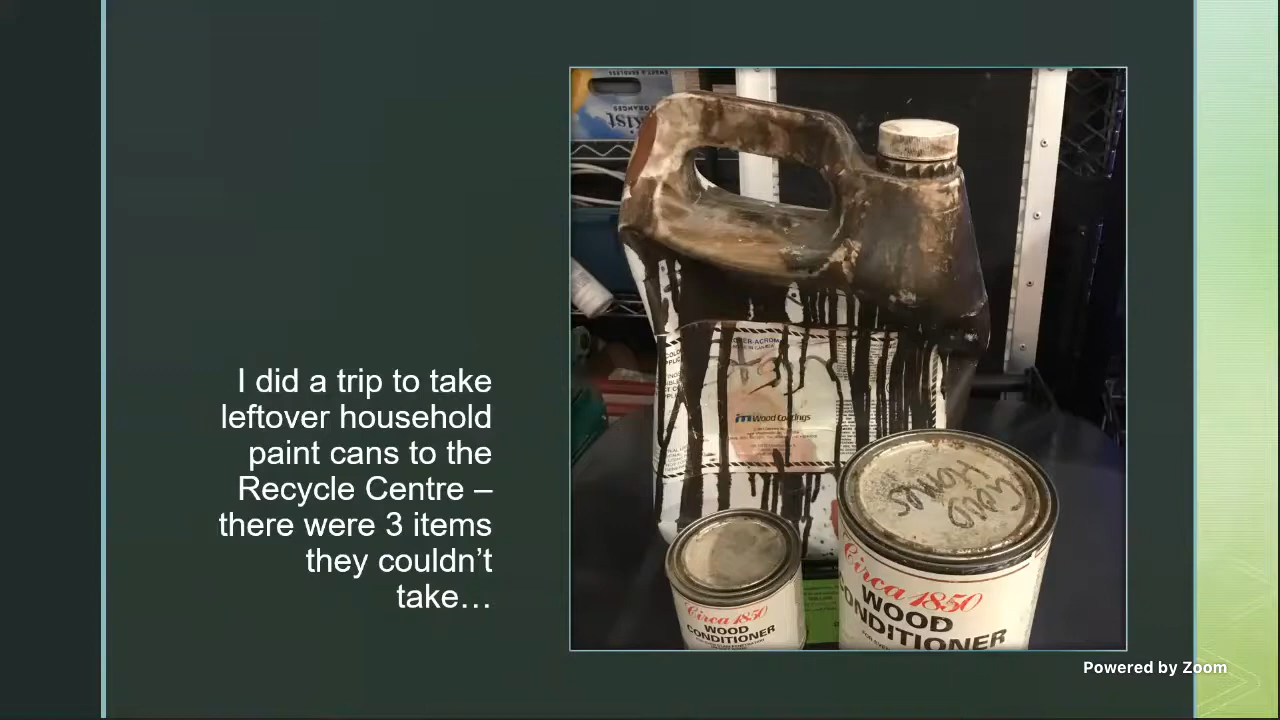 I did a trip to take
leftover household
paint cans to the
Recycle Centre –
there were 3 items
they couldn’t
take…
Wood Coatings
Circa 1850
WOOD
CONDITIONER
Circa 1850
WOOD
CONDITIONER
Powered by Zoom